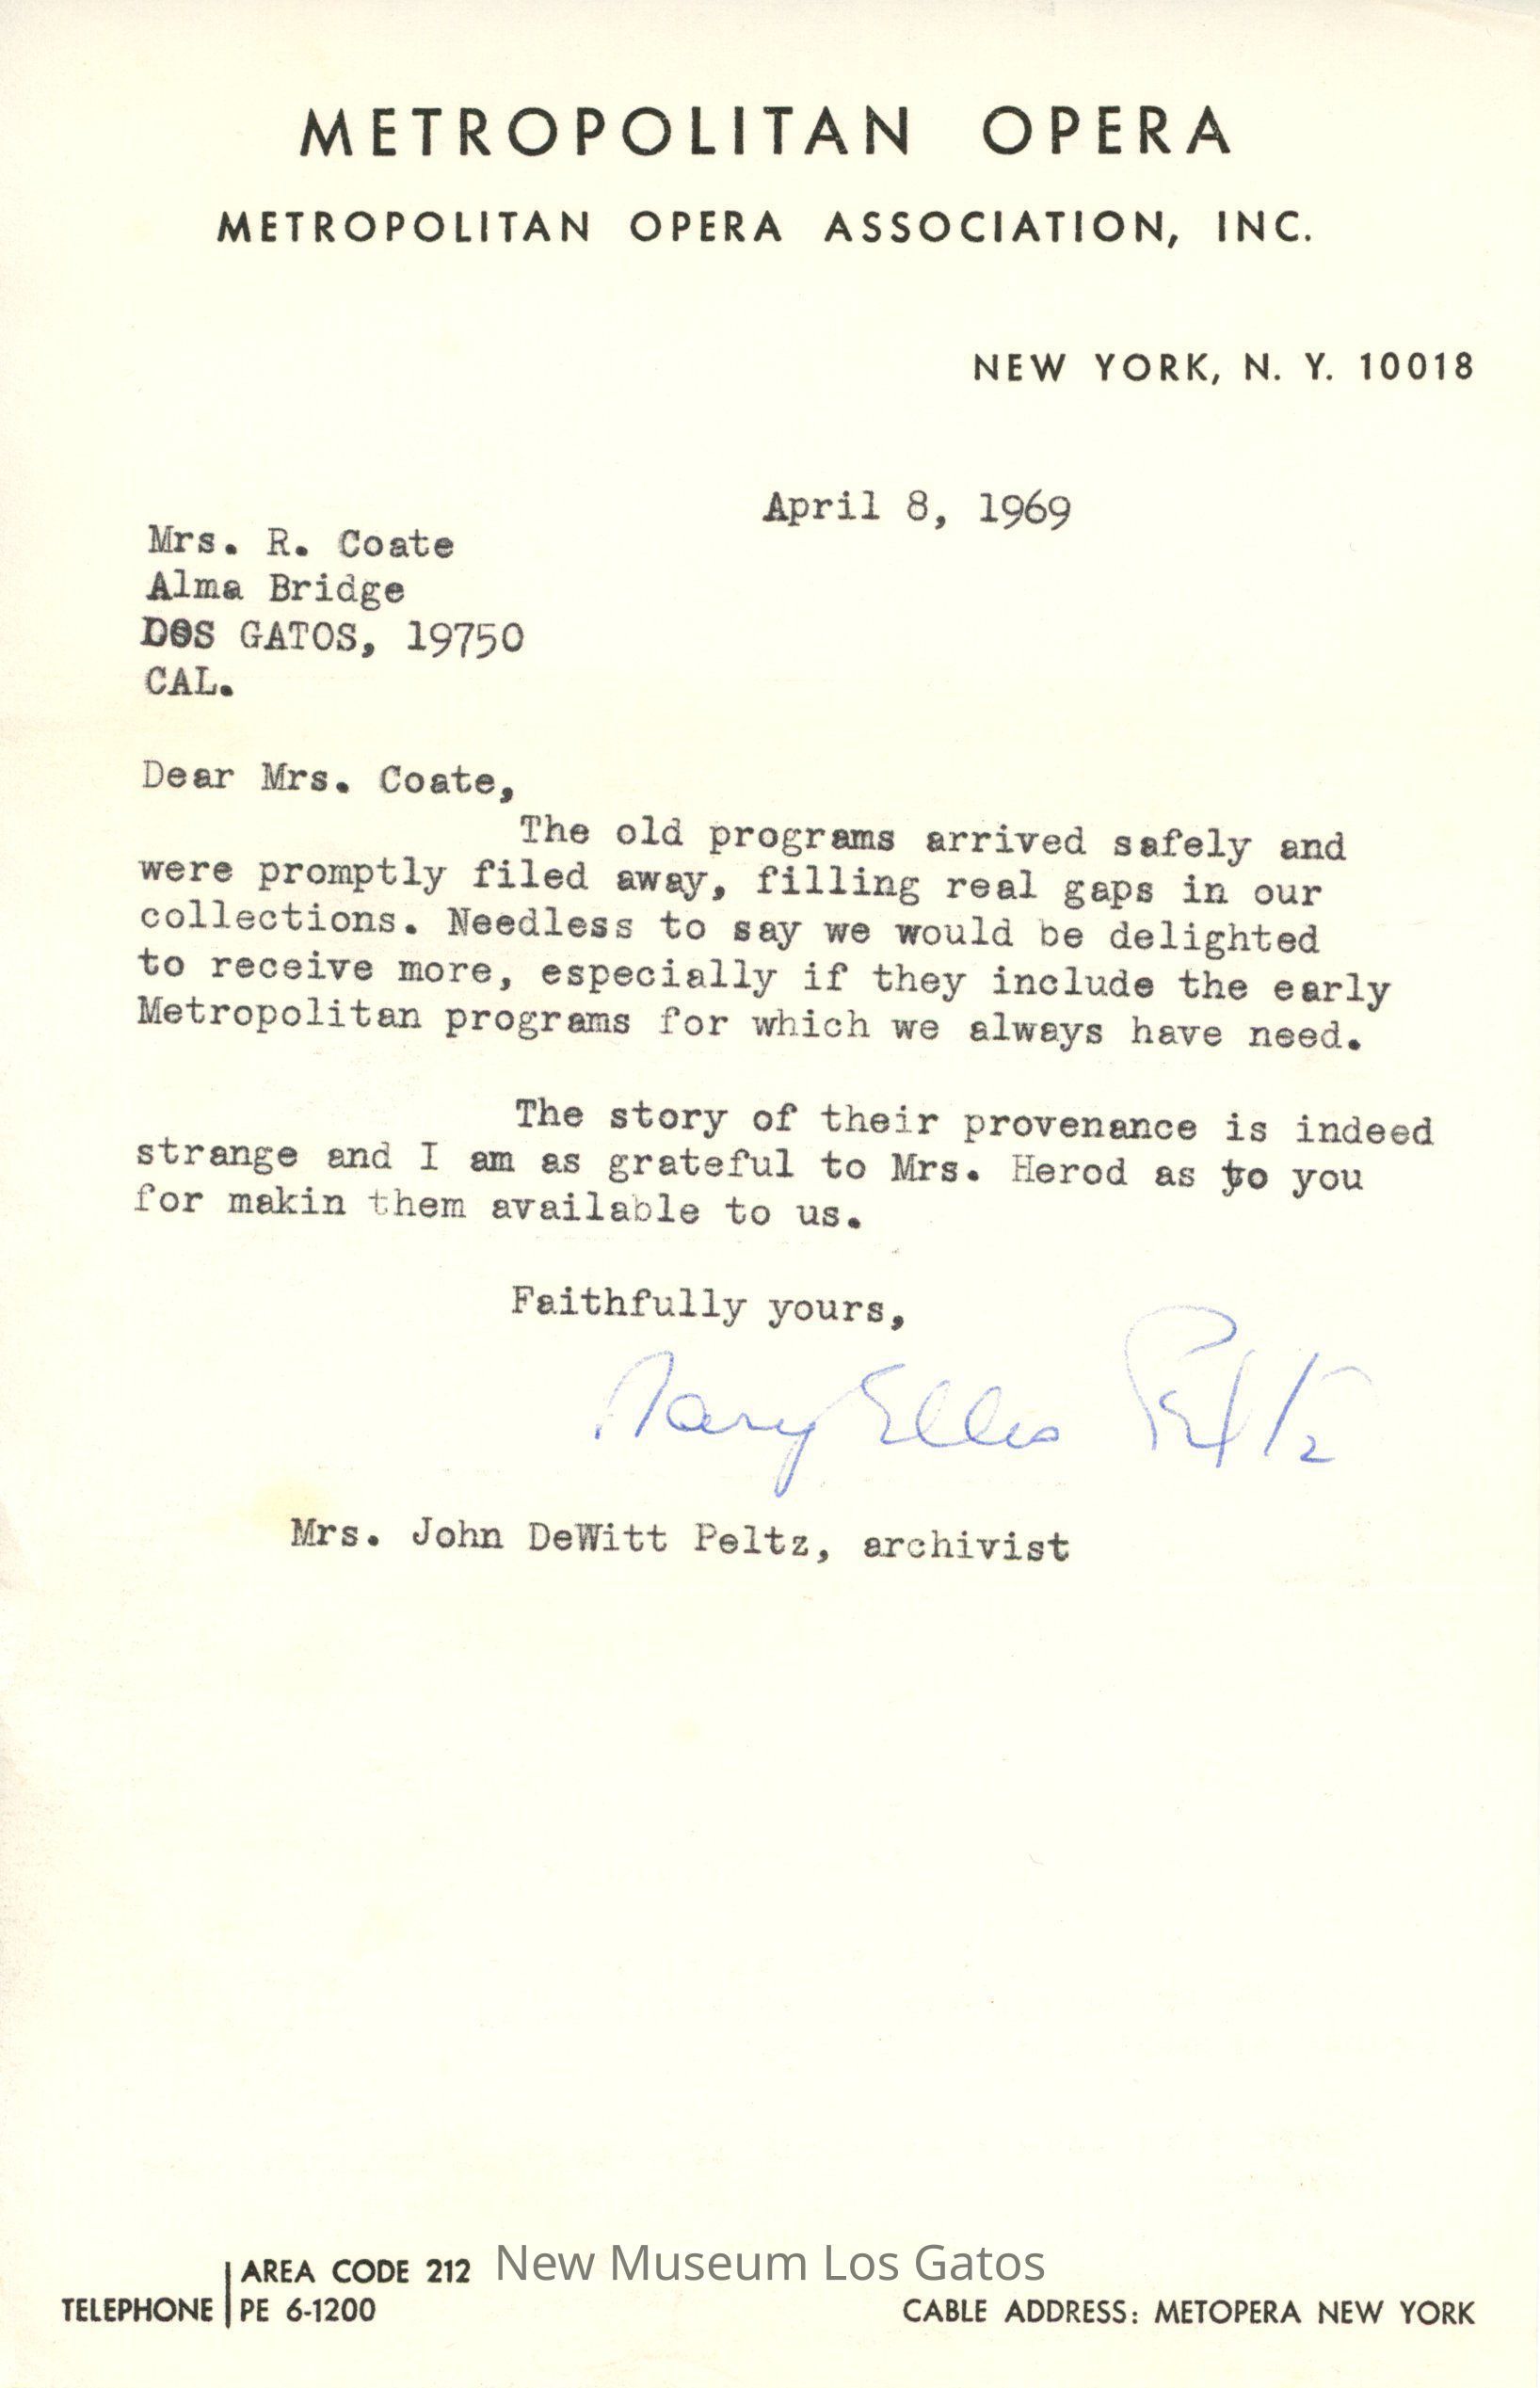 METROPOLITAN OPERA
METROPOLITAN OPERA ASSOCIATION, INC.
NEW YORK, N. Y. 10018
April 8, 1969
Mrs. R. Coate
Alma Bridge
DOS GATOS, 19750
CAL.
Dear Mrs. Coate,
The old programs arrived safely and
were promptly filed away, filling real gaps in our
collections. Needless to say we would be delighted
to receive more, especially if they include the early
Metropolitan programs for which we always have need.
The story of their provenance is indeed
strange and I am as grateful to Mrs. Herod as to you
for makin them available to us.
Faithfully yours,
Mary Ellis Peltz
Mrs. John DeWitt Peltz, archivist
AREA CODE 212
New Museum Los Gatos
TELEPHONE PE 6-1200
CABLE ADDRESS: METOPERA NEW YORK